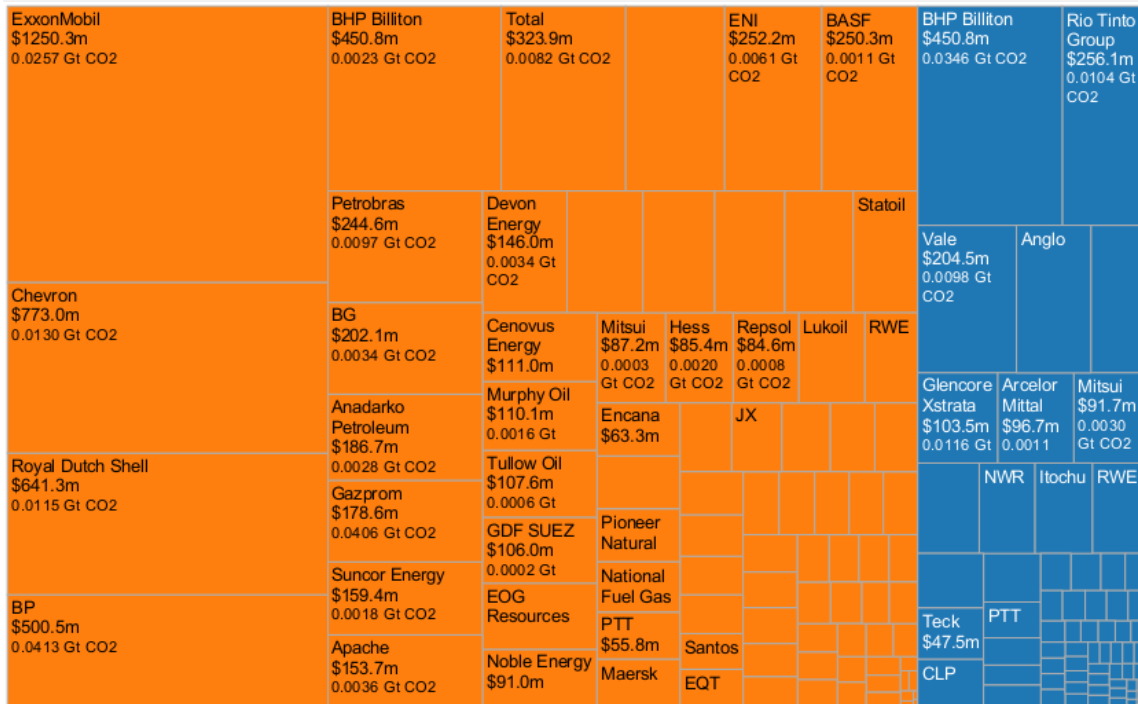 ExxonMobil
$1250.3m
0.0257 Gt CO2
Chevron
$773.0m
0.0130 Gt CO2
Royal Dutch Shell
$641.3m
0.0115 Gt CO2
BP
$500.5m
0.0413 Gt CO2
BHP Billiton
$450.8m
0.0023 Gt CO2
Total
$323.9m
0.0082 Gt CO2
ENI
$252.2m
0.0061 Gt
CO2
BASF
$250.3m
0.0011 Gt
CO2
Petrobras
$244.6m
0.0097 Gt CO2
BG
$202.1m
0.0034 Gt CO2
Anadarko
Petroleum
$186.7m
0.0028 Gt CO2
Gazprom
$178.6m
0.0406 Gt CO2
Suncor Energy
$159.4m
0.0018 Gt CO2
Apache
$153.7m
0.0036 Gt CO2
Devon
Energy
$146.0m
0.0034 Gt
CO2
Statoil
Cenovus
Energy
$111.0m
Murphy Oil
$110.1m
0.0016 Gt
Tullow Oil
$107.6m
0.0006 Gt
GDF SUEZ
$106.0m
0.0002 Gt
EOG
Resources
Noble Energy
$91.0m
Mitsui
$87.2m
0.0003
Gt CO2
Hess
$85.4m
0.0020
Gt CO2
Repsol
$84.6m
0.0008
Gt CO2
Lukoil
RWE
Encana
$63.3m
JX
Pioneer
Natural
National
Fuel Gas
PTT
$55.8m
Maersk
Santos
EQT
BHP Billiton
$450.8m
0.0346 Gt CO2
Rio Tinto
Group
$256.1m
0.0104 Gt
CO2
Vale
$204.5m
0.0098 Gt
CO2
Anglo
Glencore
Xstrata
$103.5m
0.0116 Gt
Arcelor
Mittal
$96.7m
0.0011
Mitsui
$91.7m
0.0030
Gt CO2
NWR
Itochu
RWE
Teck
$47.5m
PTT
CLP